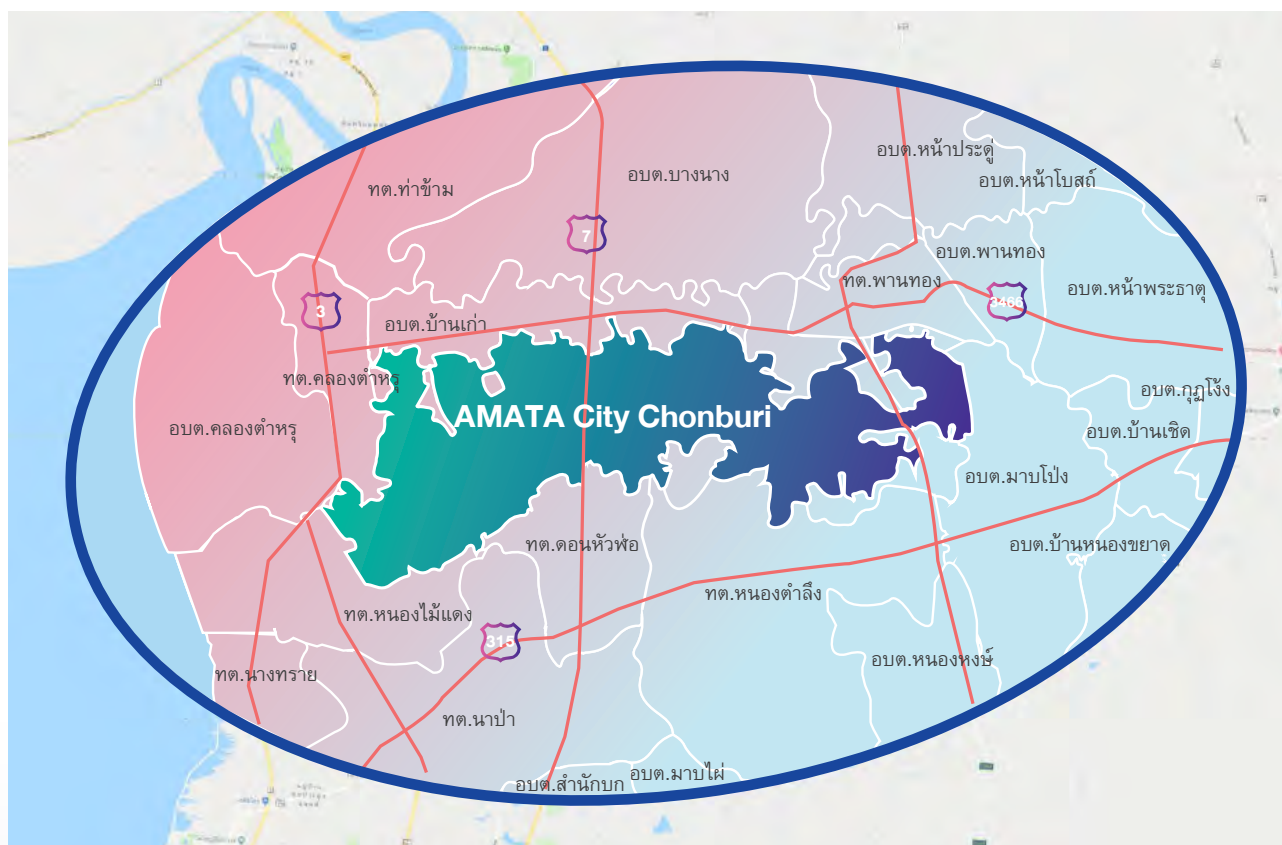 อบต.หน้าประดู่
อบต.บางนาง
ทต.ท่าข้าม
อบต.หน้าโบสถ์
7
อบต.พานทอง
ทต.พานทอง
อบต.หน้าพระธาตุ
3466
3
อบต.บ้านเก่า
ทต.คลองตำหรุ
อบต.กุฎโง้ง
AMATA City Chonburi
อบต.คลองตำหรุ
อบต.บ้านเชิด
อบต.มาบโป่ง
ทต.ดอนหัวฬ่อ
อบต.บ้านหนองขยาด
ทต.หนองตำลึง
ทต.หนองไม้แดง
315
อบต.หนองหงษ์
ทต.นางทราย
ทต.นาป่า
อบต.มาบไผ่
อบต.สำนักบก